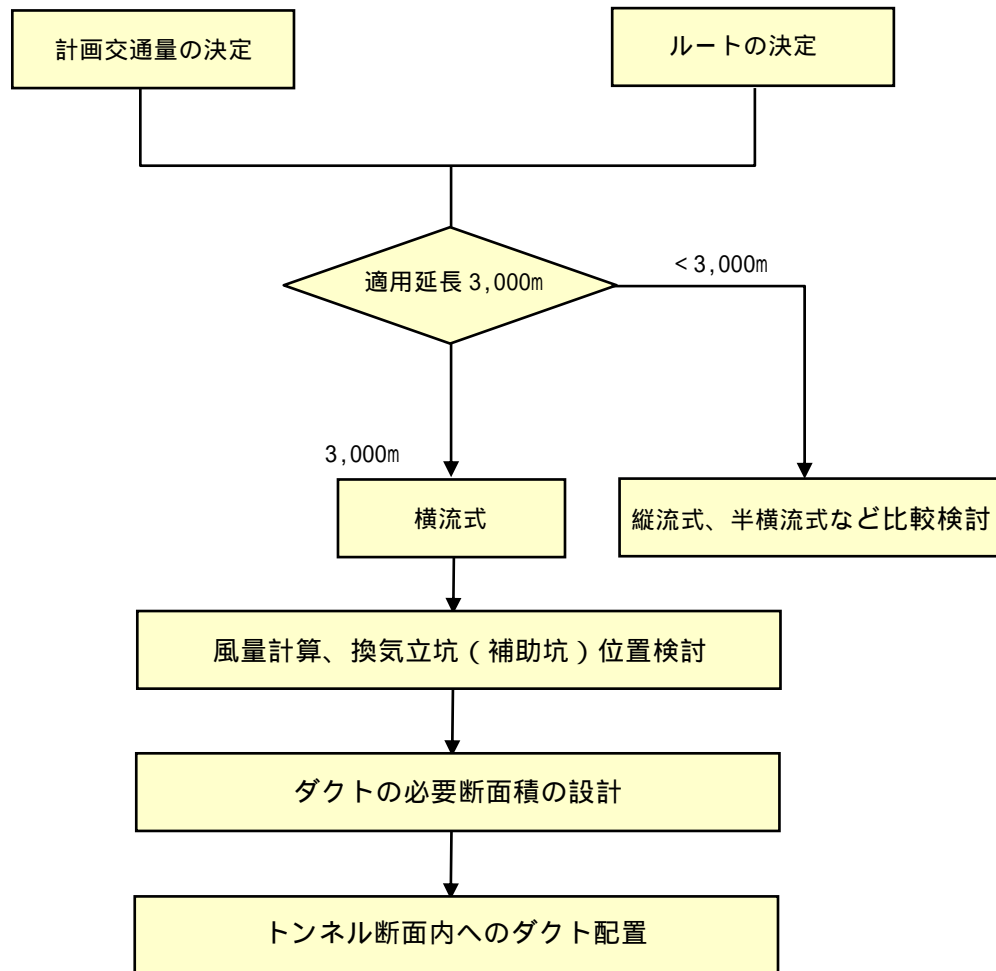 計画交通量の決定
ルートの決定
適用延長 3,000m
<3,000m
3,000m
横流式
縦流式、半横流式など比較検討
風量計算、換気立坑(補助坑)位置検討
ダクトの必要断面積の設計
トンネル断面内へのダクト配置